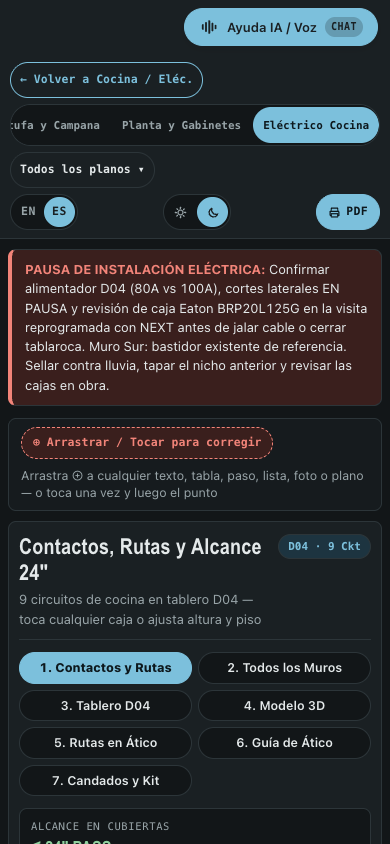 Ayuda IA / Voz CHAT
← Volver a Cocina / Eléc.
ufa y Campana Planta y Gabinetes Eléctrico Cocina
Todos los planos ▾
EN ES PDF
PAUSA DE INSTALACIÓN ELÉCTRICA: Confirmar
alimentador D04 (80A vs 100A), cortes laterales EN
PAUSA y revisión de caja Eaton BRP20L125G en la visita
reprogramada con NEXT antes de jalar cable o cerrar
tablaroca. Muro Sur: bastidor existente de referencia.
Sellar contra lluvia, tapar el nicho anterior y revisar las
cajas en obra.
⊕ Arrastrar / Tocar para corregir
Arrastra ⊕ a cualquier texto, tabla, paso, lista, foto o plano
— o toca una vez y luego el punto
Contactos, Rutas y Alcance
24"
D04 · 9 Ckt
9 circuitos de cocina en tablero D04 —
toca cualquier caja o ajusta altura y piso
1. Contactos y Rutas
2. Todos los Muros
3. Tablero D04
4. Modelo 3D
5. Rutas en Ático
6. Guía de Ático
7. Candados y Kit
ALCANCE EN CUBIERTAS